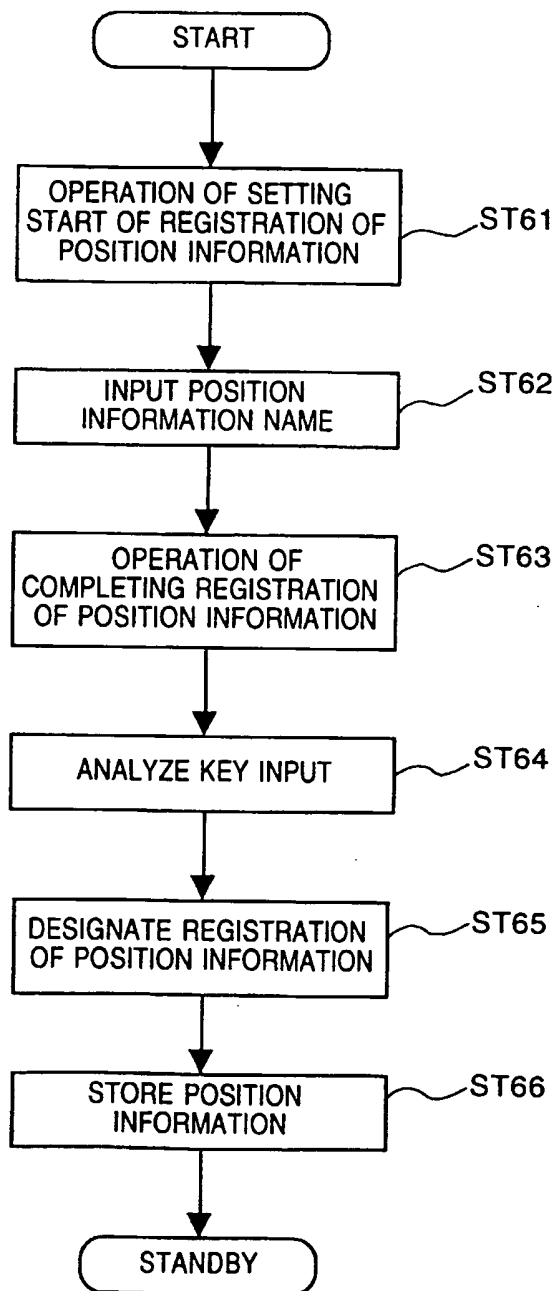 START
OPERATION OF SETTING
START OF REGISTRATION OF
POSITION INFORMATION
ST61
INPUT POSITION
INFORMATION NAME
ST62
OPERATION OF
COMPLETING REGISTRATION
OF POSITION INFORMATION
ST63
ANALYZE KEY INPUT
ST64
DESIGNATE REGISTRATION
OF POSITION INFORMATION
ST65
STORE POSITION
INFORMATION
ST66
STANDBY